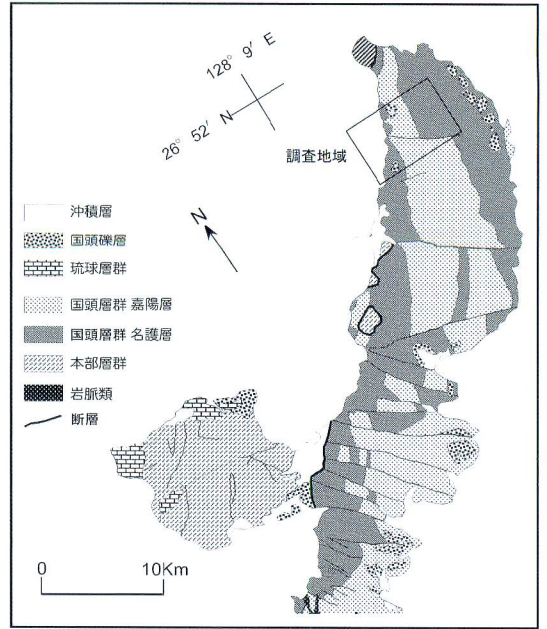 128° 9′ E
26° 52′ N
調査地域
N
沖積層
国頭礫層
琉球層群
国頭層群 嘉陽層
国頭層群 名護層
本部層群
岩脈類
断層
0 10Km